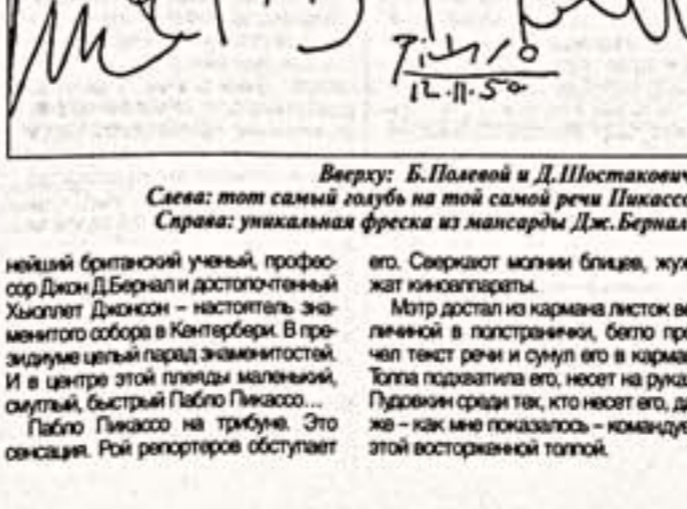 12.11.50
Вверху: Б.Полевой и Д.Шостакович
Слева: тот самый голубь на той самой речи Пикассо
Справа: уникальная фреска из мансарды Дж.Бернал
нейший британский ученый, профес-
сор Джон Д.Бернал и достопочтенный
Хьюллет Джонсон – настоятель зна-
менитого собора в Кентербери. В пре-
зидиуме целый парад знаменитостей.
И в центре этой плеяды маленький,
смуглый, быстрый Пабло Пикассо...
Пабло Пикассо на трибуне. Это
сенсация. Рой репортеров обступает
его. Сверкают молнии блицев, жуж
жат киноаппараты.
Мэтр достал из кармана листок ве
личиной в полстранички, бегло про
чел текст речи и сунул его в карман
Толпа подхватила его, несет на руках
Пудовкин среди тех, кто несет его, да
же – как мне показалось – командуе
этой восторженной толпой.